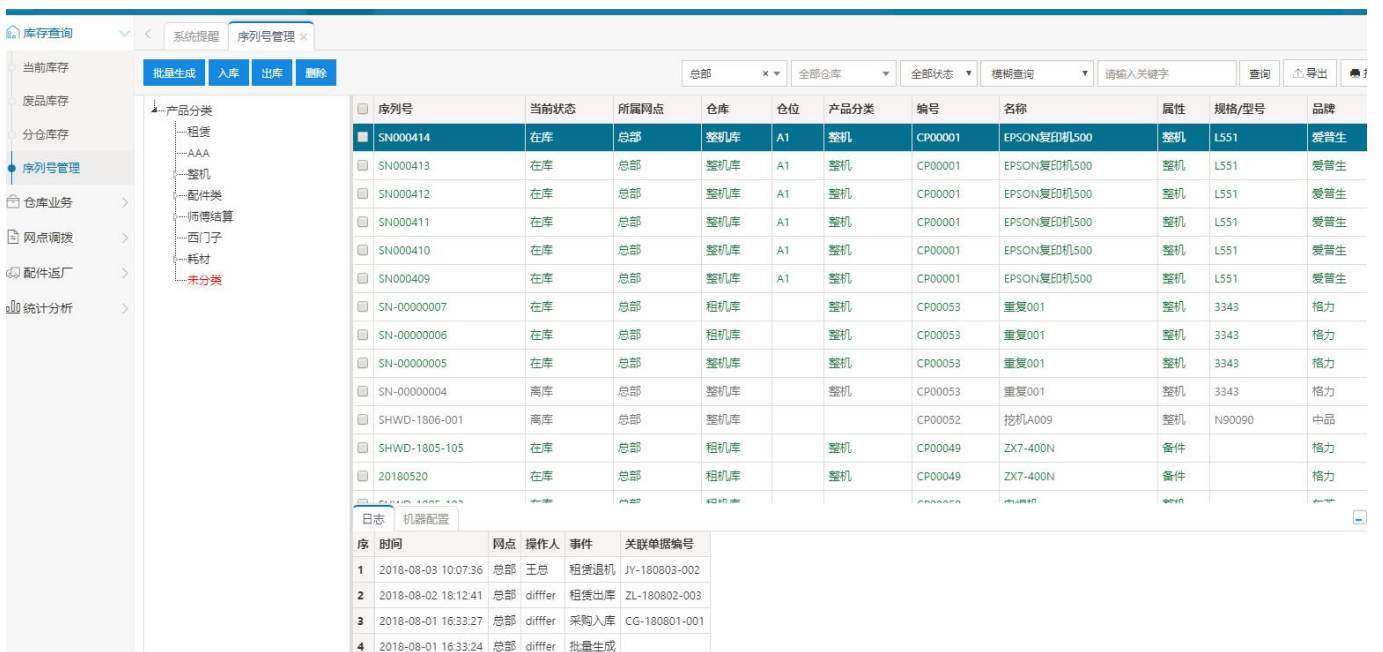 库存查询
系统提醒 序列号管理 ×
当前库存
废品库存
分仓库存
序列号管理
仓库业务
网点调拨
配件返厂
统计分析
批量生成 入库 出库 删除 总部 × 全部仓库 全部状态 模糊查询 请输入关键字 查询 导出
产品分类
租赁
AAA
整机
配件类
师傅结算
西门子
耗材
未分类
序列号 当前状态 所属网点 仓库 仓位 产品分类 编号 名称 属性 规格/型号 品牌
SN000414 在库 总部 整机库 A1 整机 CP00001 EPSON复印机500 整机 L551 爱普生
SN000413 在库 总部 整机库 A1 整机 CP00001 EPSON复印机500 整机 L551 爱普生
SN000412 在库 总部 整机库 A1 整机 CP00001 EPSON复印机500 整机 L551 爱普生
SN000411 在库 总部 整机库 A1 整机 CP00001 EPSON复印机500 整机 L551 爱普生
SN000410 在库 总部 整机库 A1 整机 CP00001 EPSON复印机500 整机 L551 爱普生
SN000409 在库 总部 整机库 A1 整机 CP00001 EPSON复印机500 整机 L551 爱普生
SN-00000007 在库 总部 租机库 整机 CP00053 重复001 整机 3343 格力
SN-00000006 在库 总部 租机库 整机 CP00053 重复001 整机 3343 格力
SN-00000005 在库 总部 整机库 整机 CP00053 重复001 整机 3343 格力
SN-00000004 离库 总部 整机库 整机 CP00053 重复001 整机 3343 格力
SHWD-1806-001 离库 总部 整机库 CP00052 挖机A009 整机 N90090 中品
SHWD-1805-105 在库 总部 租机库 整机 CP00049 ZX7-400N 备件 格力
20180520 在库 总部 租机库 整机 CP00049 ZX7-400N 备件 格力
日志 机器配置
序 时间 网点 操作人 事件 关联单据编号
1 2018-08-03 10:07:36 总部 王总 租赁退机 JY-180803-002
2 2018-08-02 18:12:41 总部 difffer 租赁出库 ZL-180802-003
3 2018-08-01 16:33:27 总部 difffer 采购入库 CG-180801-001
4 2018-08-01 16:33:24 总部 difffer 批量生成